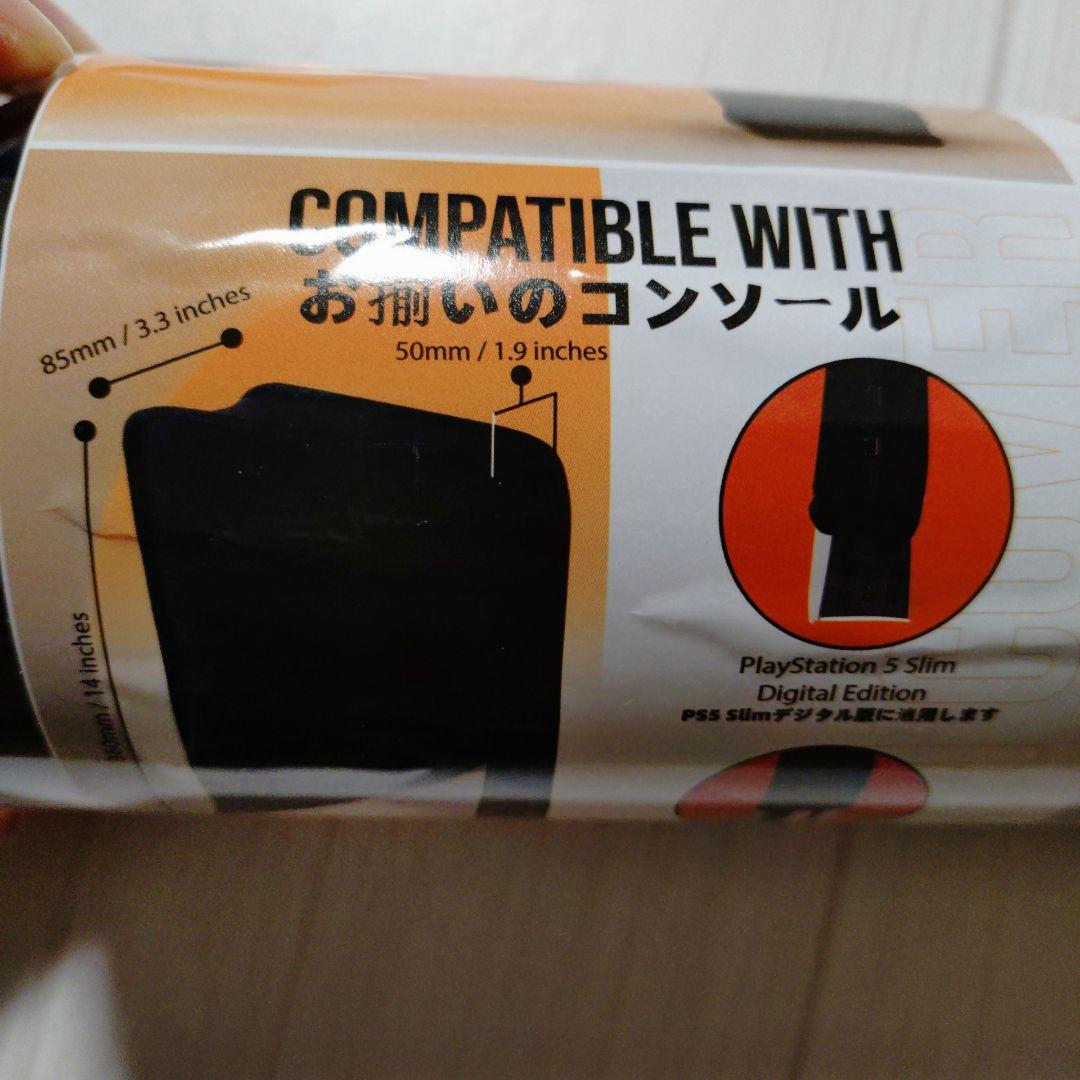 COMPATIBLE WITH
お揃いのコンソール
85mm / 3.3 inches
50mm / 1.9 inches
/ 14 inches
COVER
PlayStation 5 Slim
Digital Edition
PS5 Slimデジタル版に適用します